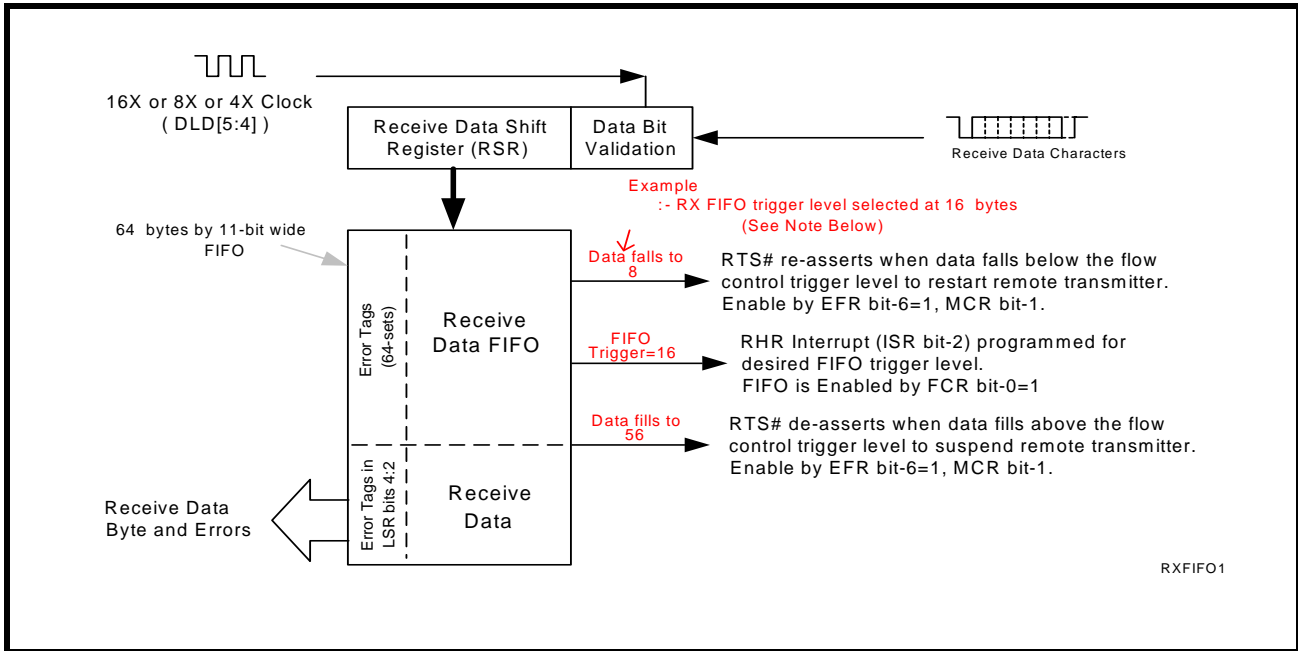 16X or 8X or 4X Clock
( DLD[5:4] )
Receive Data Shift
Register (RSR)
Data Bit
Validation
Receive Data Characters
Example
:- RX FIFO trigger level selected at 16 bytes
(See Note Below)
64 bytes by 11-bit wide
FIFO
Error Tags
(64-sets)
Receive
Data FIFO
Data falls to
8
RTS# re-asserts when data falls below the flow
control trigger level to restart remote transmitter.
Enable by EFR bit-6=1, MCR bit-1.
FIFO
Trigger=16
RHR Interrupt (ISR bit-2) programmed for
desired FIFO trigger level.
FIFO is Enabled by FCR bit-0=1
Data fills to
56
RTS# de-asserts when data fills above the flow
control trigger level to suspend remote transmitter.
Enable by EFR bit-6=1, MCR bit-1.
Error Tags in
LSR bits 4:2
Receive
Data
Receive Data
Byte and Errors
RXFIFO1